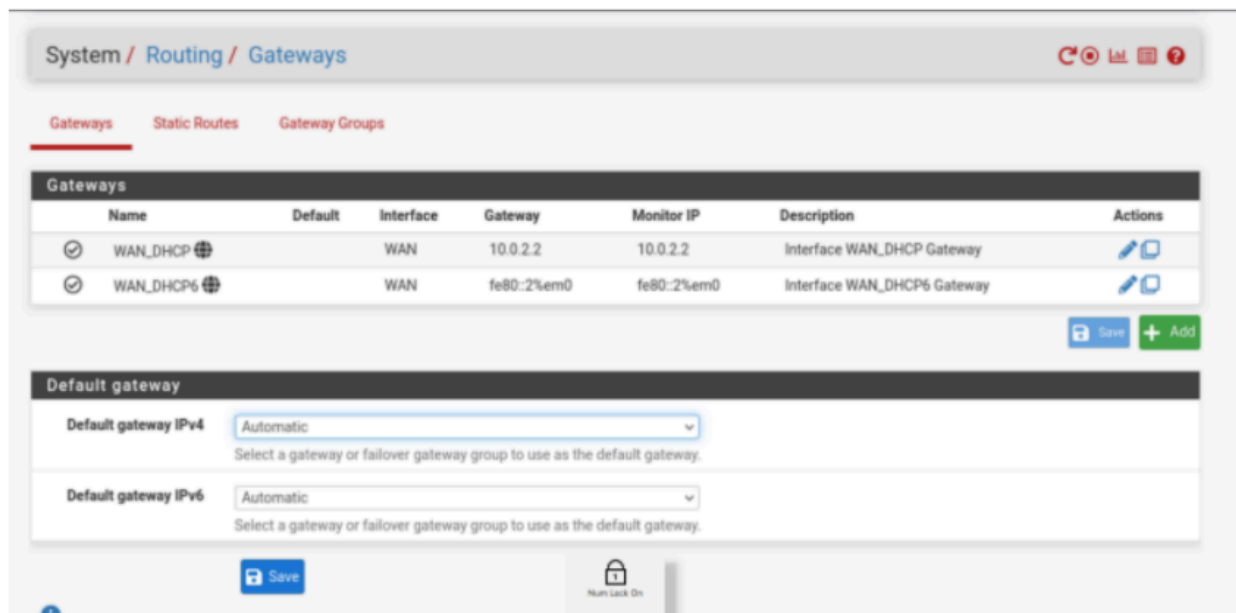 System / Routing / Gateways
Gateways Static Routes Gateway Groups
Gateways
Name Default Interface Gateway Monitor IP Description Actions
WAN_DHCP WAN 10.0.2.2 10.0.2.2 Interface WAN_DHCP Gateway
WAN_DHCP6 WAN fe80::2%em0 fe80::2%em0 Interface WAN_DHCP6 Gateway
Save Add
Default gateway
Default gateway IPv4 Automatic
Select a gateway or failover gateway group to use as the default gateway.
Default gateway IPv6 Automatic
Select a gateway or failover gateway group to use as the default gateway.
Save
Num Lock On